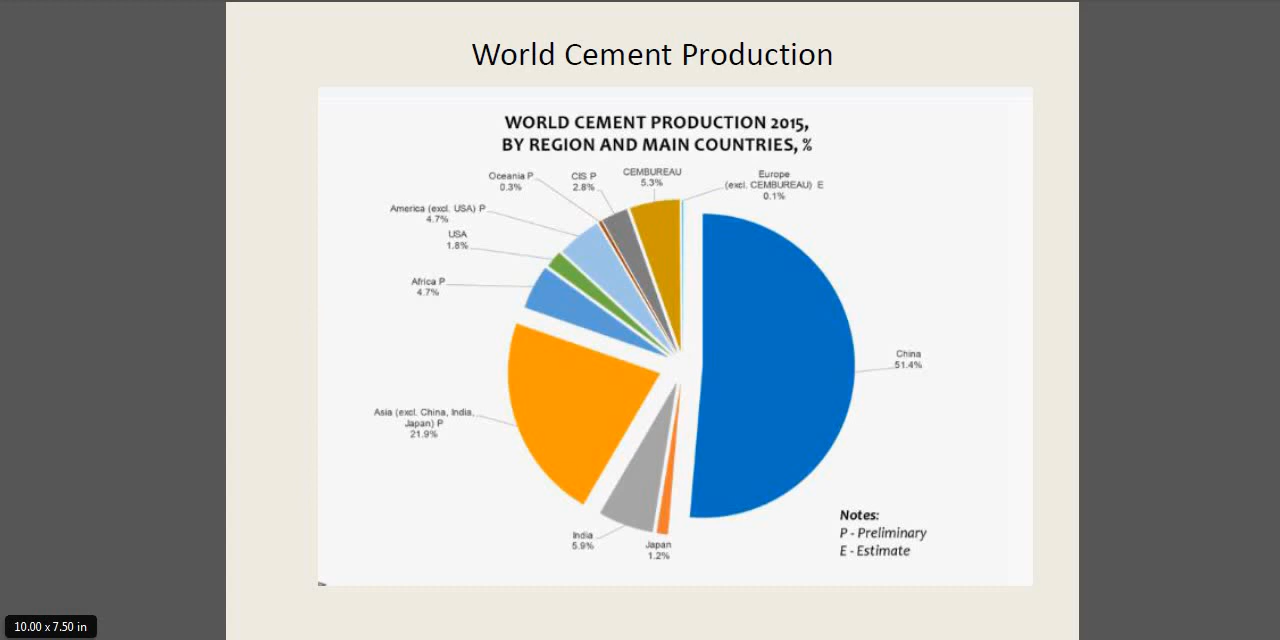 World Cement Production
WORLD CEMENT PRODUCTION 2015,
BY REGION AND MAIN COUNTRIES, %
Oceania P
0.3%
CIS P
2.8%
CEMBUREAU
5.3%
Europe
(excl. CEMBUREAU) E
0.1%
America (excl. USA) P
4.7%
USA
1.8%
Africa P
4.7%
China
51.4%
Asia (excl. China, India,
Japan) P
21.9%
India
5.9%
Japan
1.2%
Notes:
P - Preliminary
E - Estimate
10.00 x 7.50 in